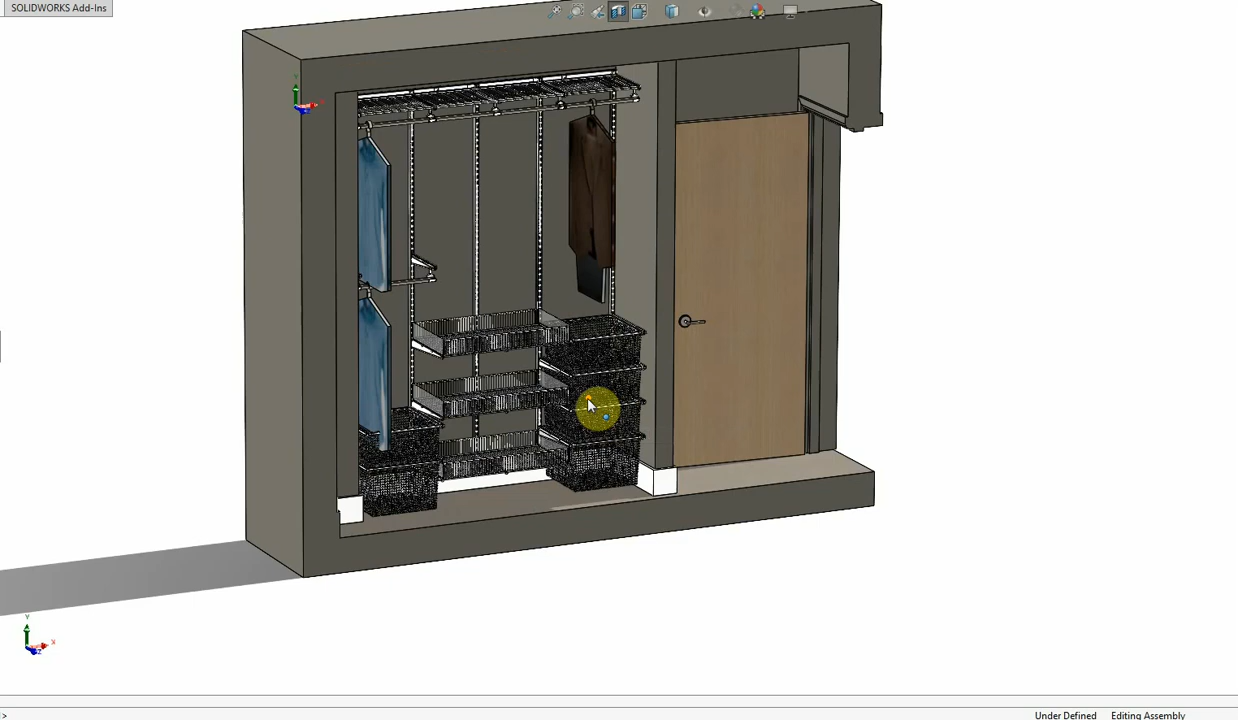 SOLIDWORKS Add-Ins
Y
X
Y
X
Z
>
Under Defined
Editing Assembly